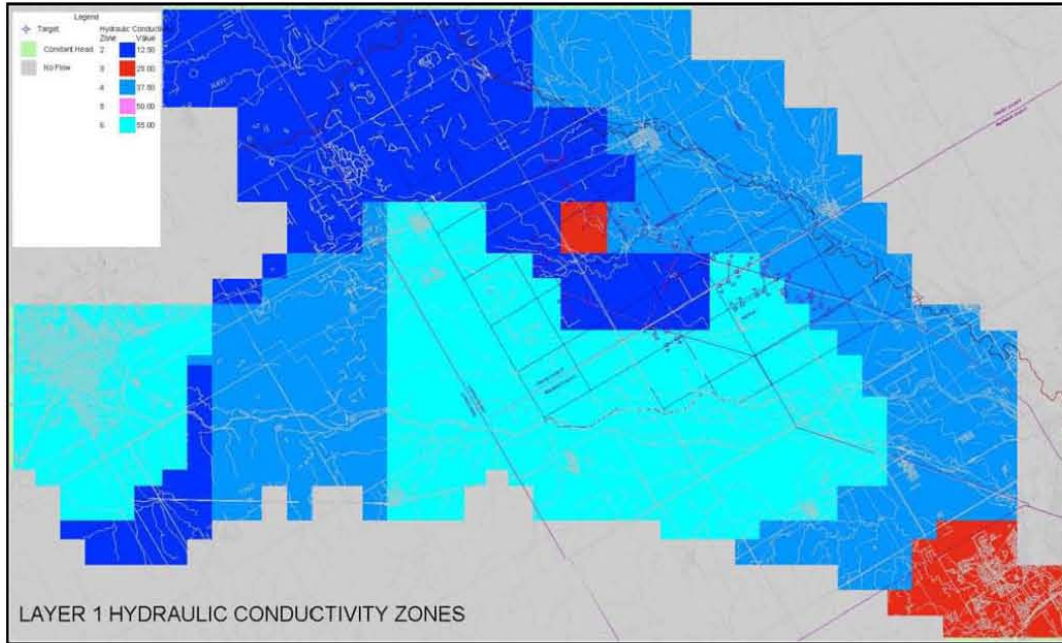 Legend
Target
Hydraulic Conductiv
Zone Value
Constant Head 2 12.50
No Flow 3 25.00
4 37.50
5 50.00
6 55.00
LAYER 1 HYDRAULIC CONDUCTIVITY ZONES